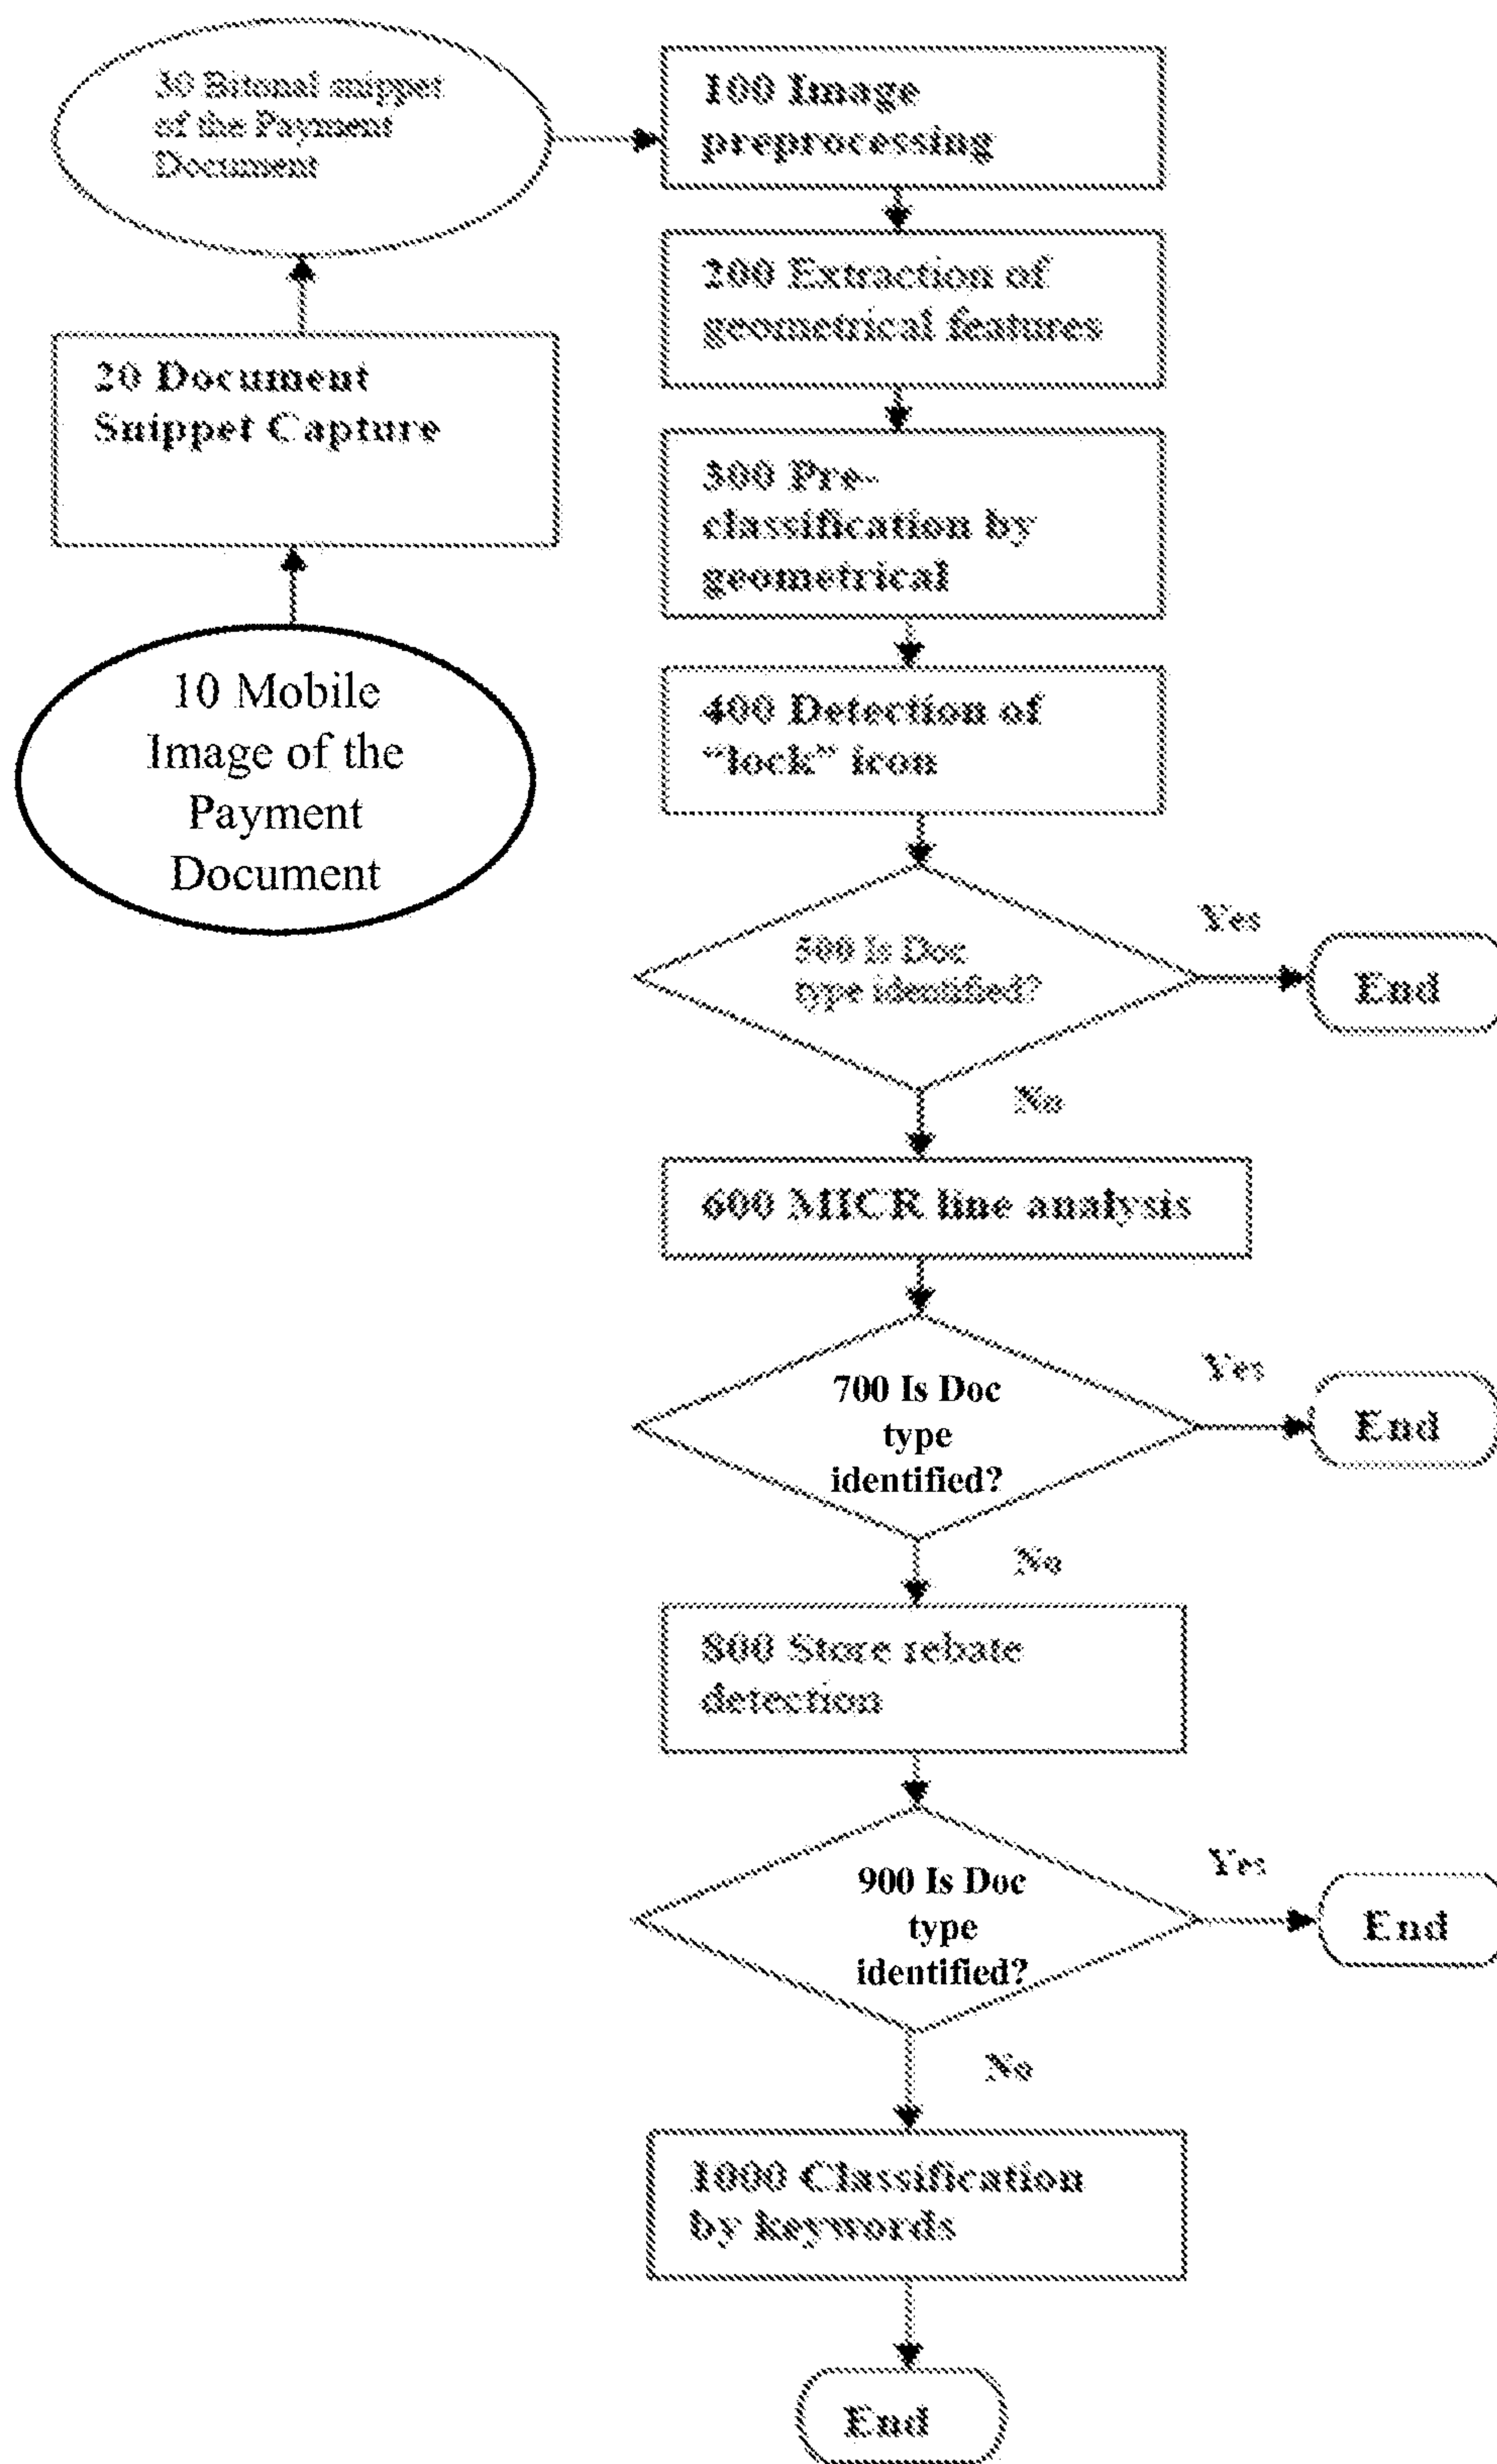 10 Mobile
Image of the
Payment
Document
20 Document
Snippet Capture
30 Bitonal snippet
of the Payment
Document
100 Image
preprocessing
200 Extraction of
geometrical features
300 Pre-
classification by
geometrical
400 Detection of
“lock” icon
500 Is Doc
type identified?
Yes
End
No
600 MICR line analysis
700 Is Doc
type
identified?
Yes
End
No
800 Store rebate
detection
900 Is Doc
type
identified?
Yes
End
No
1000 Classification
by keywords
End